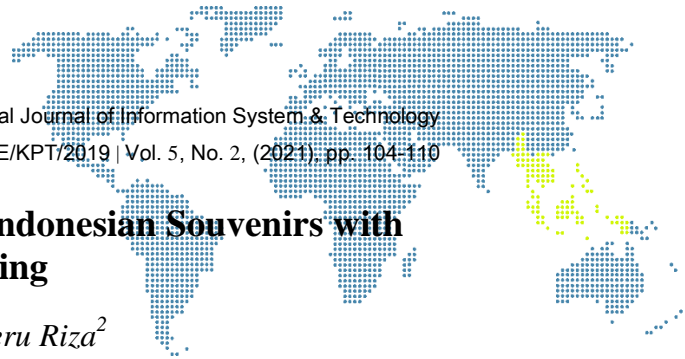 al Journal of Information System & Technology
E/KPT/2019 | Vol. 5, No. 2, (2021), pp. 104-110
ndonesian Souvenirs with
ing
eru Riza2